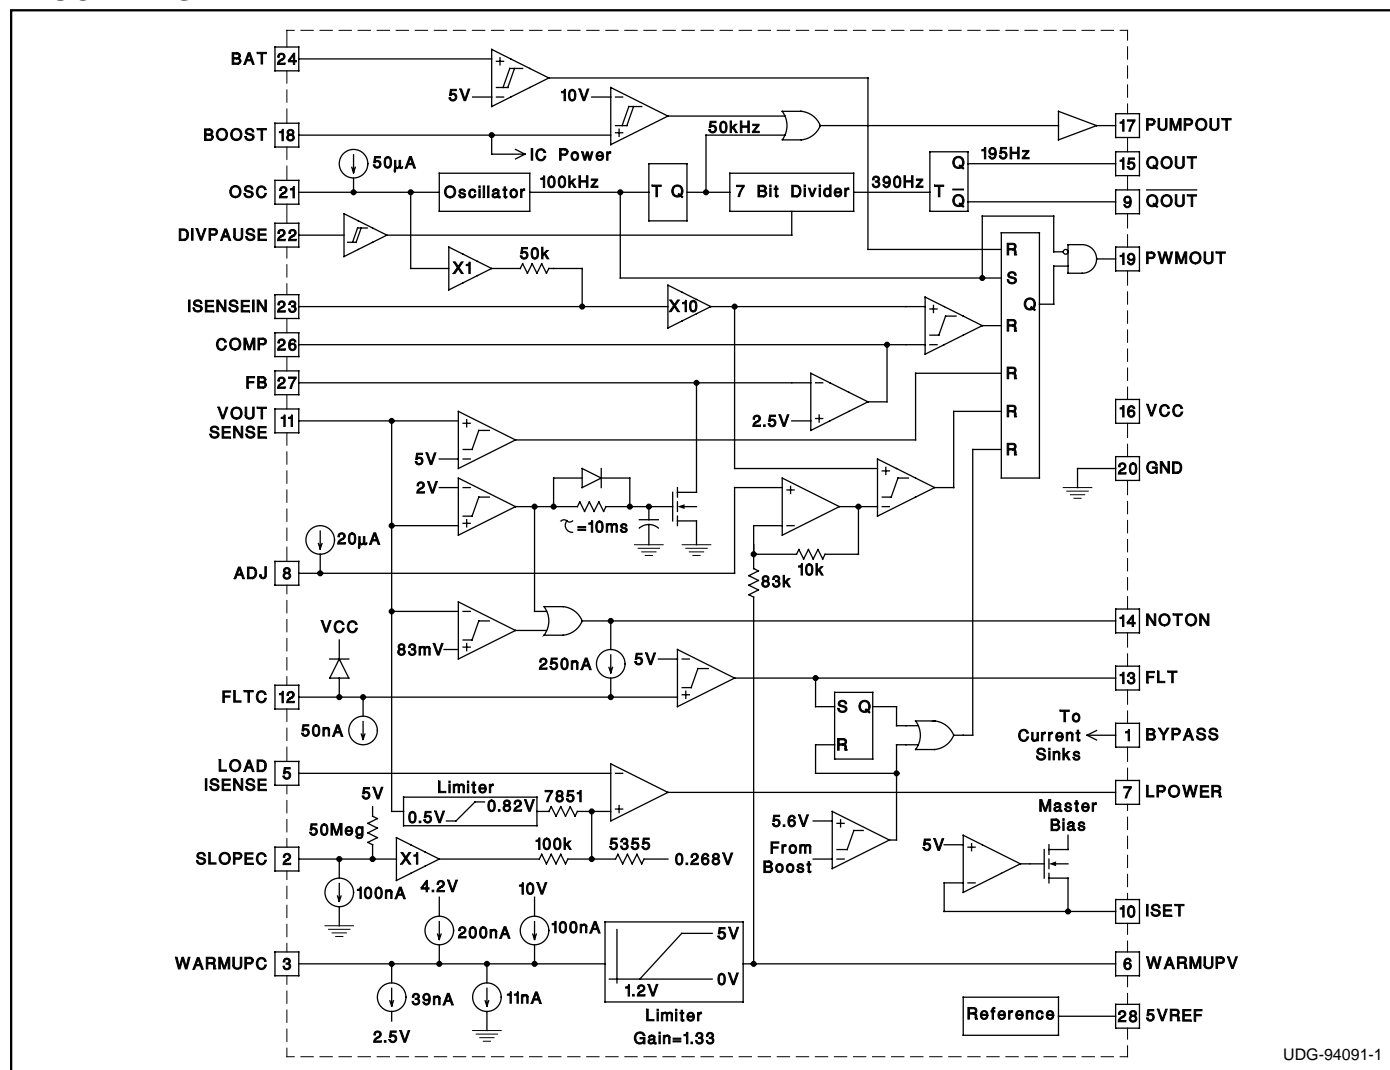 BAT 24
5V
10V
BOOST 18
IC Power
50kHz
17 PUMPOUT
50μA
OSC 21
Oscillator
100kHz
T Q
7 Bit Divider
390Hz
Q
T
Q
195Hz
15 QOUT
9 QOUT
DIVPAUSE 22
X1
50k
R
S
Q
R
R
R
R
19 PWMOUT
ISENSEIN 23
X10
COMP 26
FB 27
2.5V
VOUT
SENSE
11
5V
2V
τ=10ms
16 VCC
20 GND
20μA
ADJ 8
10k
83k
83mV
14 NOTON
VCC
250nA
5V
FLTC 12
50nA
13 FLT
S Q
R
To
Current
Sinks
1 BYPASS
LOAD
ISENSE
5
Limiter
0.5V
0.82V
7851
7 LPOWER
5V
50Meg
SLOPEC 2
X1
100k
5355
0.268V
100nA
5.6V
From
Boost
Master
Bias
5V
10 ISET
4.2V
200nA
10V
100nA
WARMUPC 3
39nA
2.5V
11nA
5V
0V
1.2V
Limiter
Gain=1.33
6 WARMUPV
Reference
28 5VREF
UDG-94091-1